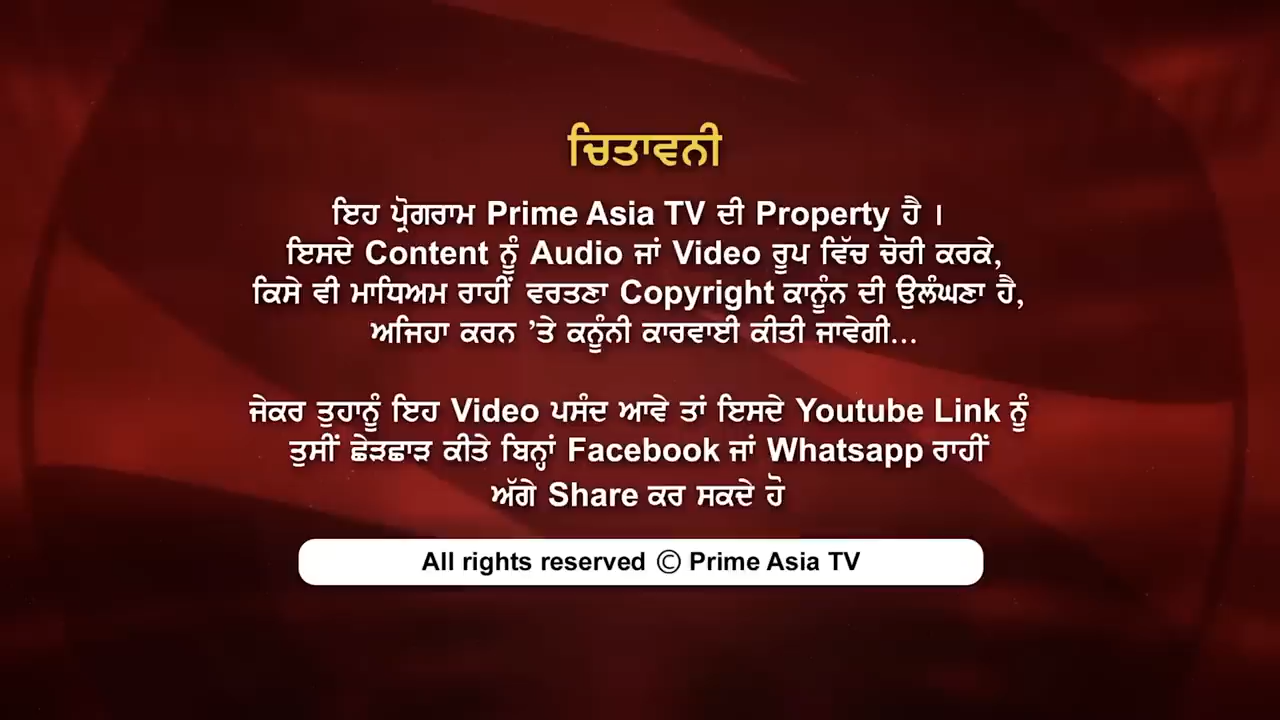 ਚਿਤਾਵਨੀ
ਇਹ ਪ੍ਰੋਗਰਾਮ Prime Asia TV ਦੀ Property ਹੈ ।
ਇਸਦੇ Content ਨੂੰ Audio ਜਾਂ Video ਰੂਪ ਵਿੱਚ ਚੋਰੀ ਕਰਕੇ,
ਕਿਸੇ ਵੀ ਮਾਧਿਅਮ ਰਾਹੀਂ ਵਰਤਣਾ Copyright ਕਾਨੂੰਨ ਦੀ ਉਲੰਘਣਾ ਹੈ,
ਅਜਿਹਾ ਕਰਨ ’ਤੇ ਕਨੂੰਨੀ ਕਾਰਵਾਈ ਕੀਤੀ ਜਾਵੇਗੀ...
ਜੇਕਰ ਤੁਹਾਨੂੰ ਇਹ Video ਪਸੰਦ ਆਵੇ ਤਾਂ ਇਸਦੇ Youtube Link ਨੂੰ
ਤੁਸੀਂ ਛੇੜਛਾੜ ਕੀਤੇ ਬਿਨ੍ਹਾਂ Facebook ਜਾਂ Whatsapp ਰਾਹੀਂ
ਅੱਗੇ Share ਕਰ ਸਕਦੇ ਹੋ
All rights reserved © Prime Asia TV